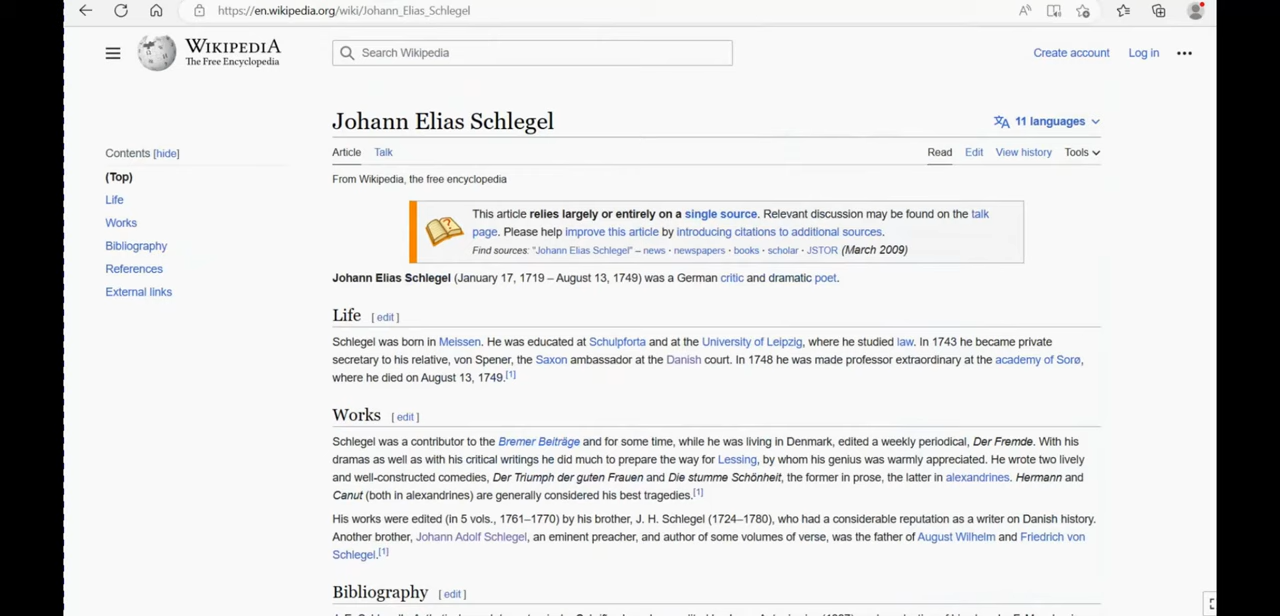 https://en.wikipedia.org/wiki/Johann_Elias_Schlegel
WIKIPEDIA
The Free Encyclopedia
Search Wikipedia
Create account
Log in
Johann Elias Schlegel
11 languages
Contents [hide]
(Top)
Life
Works
Bibliography
References
External links
Article
Talk
Read
Edit
View history
Tools
From Wikipedia, the free encyclopedia
This article relies largely or entirely on a single source. Relevant discussion may be found on the talk
page. Please help improve this article by introducing citations to additional sources.
Find sources: "Johann Elias Schlegel" – news · newspapers · books · scholar · JSTOR (March 2009)
Johann Elias Schlegel (January 17, 1719 – August 13, 1749) was a German critic and dramatic poet.
Life [ edit ]
Schlegel was born in Meissen. He was educated at Schulpforta and at the University of Leipzig, where he studied law. In 1743 he became private
secretary to his relative, von Spener, the Saxon ambassador at the Danish court. In 1748 he was made professor extraordinary at the academy of Sorø,
where he died on August 13, 1749.[1]
Works [ edit ]
Schlegel was a contributor to the Bremer Beiträge and for some time, while he was living in Denmark, edited a weekly periodical, Der Fremde. With his
dramas as well as with his critical writings he did much to prepare the way for Lessing, by whom his genius was warmly appreciated. He wrote two lively
and well-constructed comedies, Der Triumph der guten Frauen and Die stumme Schönheit, the former in prose, the latter in alexandrines. Hermann and
Canut (both in alexandrines) are generally considered his best tragedies.[1]
His works were edited (in 5 vols., 1761–1770) by his brother, J. H. Schlegel (1724–1780), who had a considerable reputation as a writer on Danish history.
Another brother, Johann Adolf Schlegel, an eminent preacher, and author of some volumes of verse, was the father of August Wilhelm and Friedrich von
Schlegel.[1]
Bibliography [ edit ]